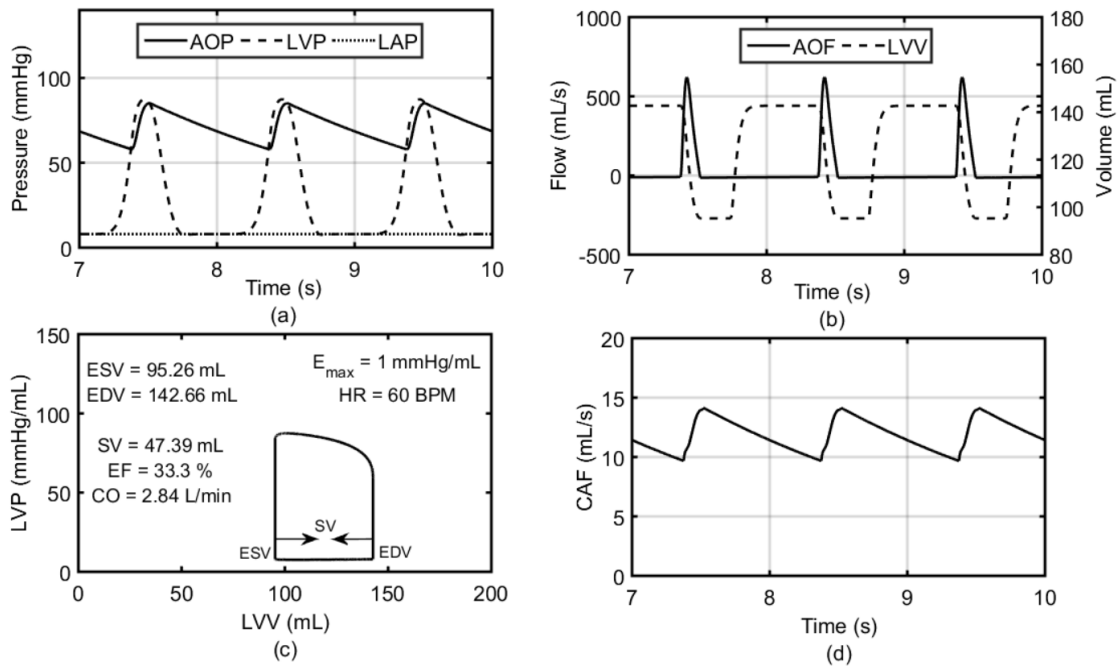 AOP LVP LAP
Pressure (mmHg)
100
50
0
7 8 9 10
Time (s)
(a)
AOF LVV
Flow (mL/s)
1000
500
0
-500
Volume (mL)
180
160
140
120
100
80
7 8 9 10
Time (s)
(b)
LVP (mmHg/mL)
150
100
50
0
ESV = 95.26 mL
EDV = 142.66 mL
SV = 47.39 mL
EF = 33.3 %
CO = 2.84 L/min
Emax = 1 mmHg/mL
HR = 60 BPM
SV
ESV EDV
0 50 100 150 200
LVV (mL)
(c)
CAF (mL/s)
20
15
10
5
0
7 8 9 10
Time (s)
(d)